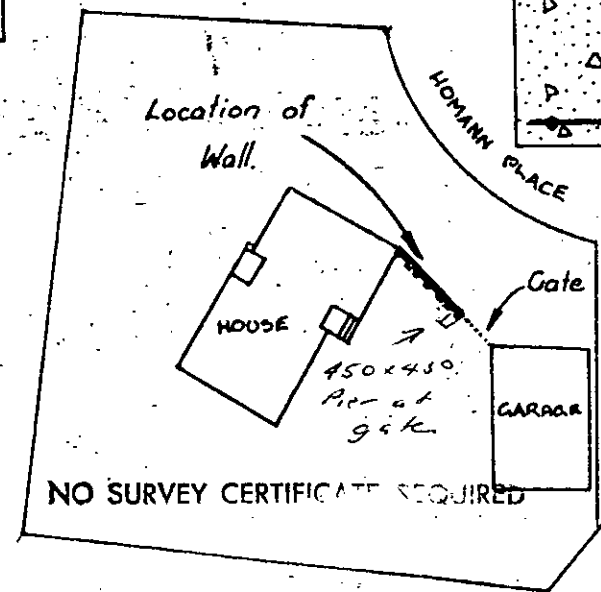 Location of
Wall.
HOMANN PLACE
Gate
HOUSE
450 x 450
Pier at
gate
GARAGE
NO SURVEY CERTIFICATE REQUIRED